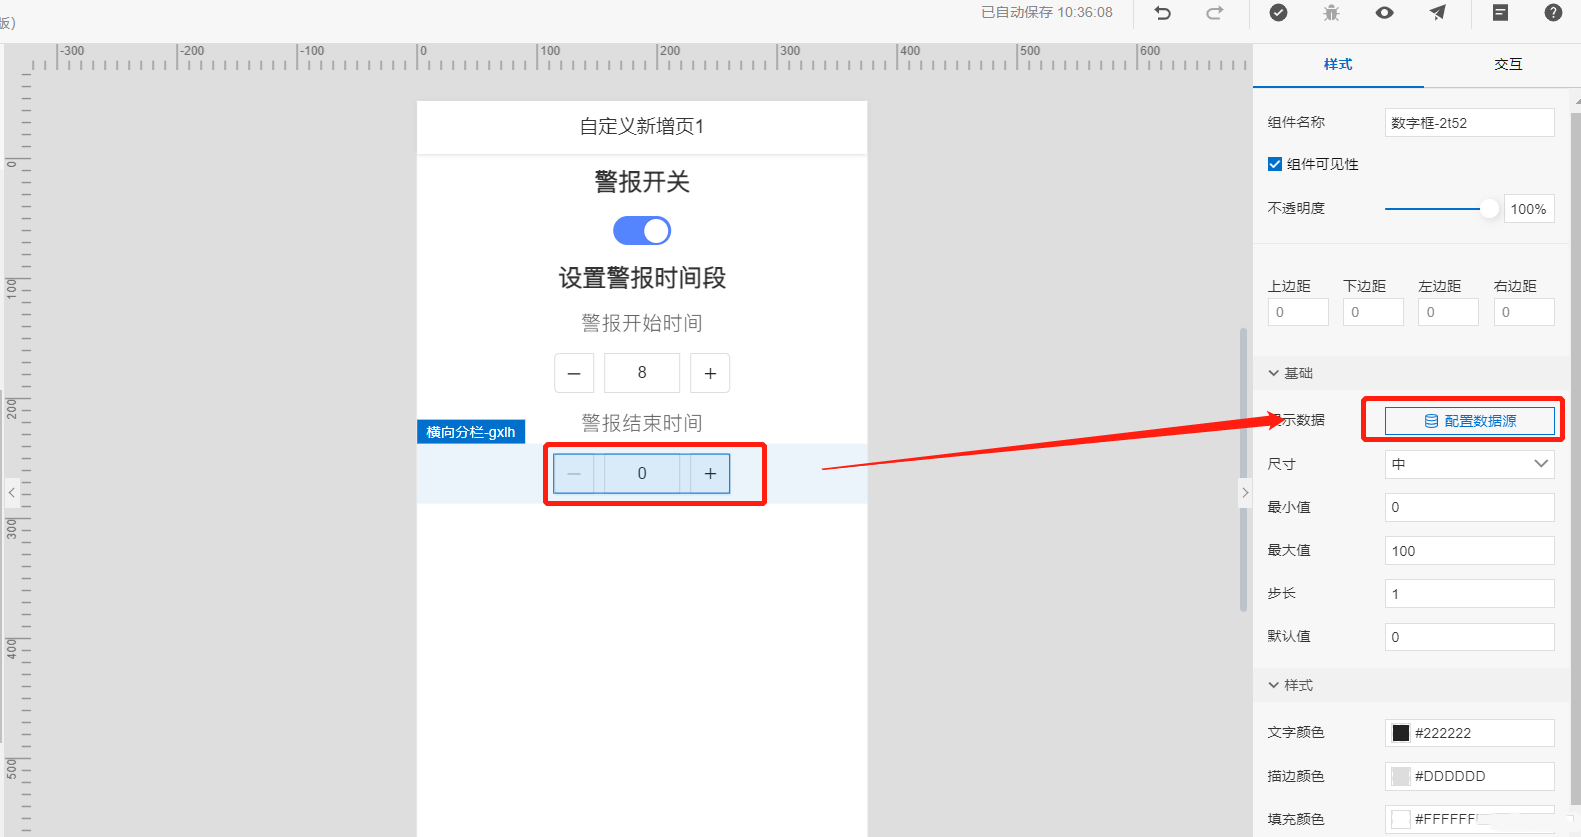 版)
已自动保存 10:36:08
-300
-200
-100
0
100
200
300
400
500
600
0
100
200
300
400
500
自定义新增页1
警报开关
设置警报时间段
警报开始时间
8
警报结束时间
横向分栏-gxlh
0
样式
交互
组件名称
数字框-2t52
组件可见性
不透明度
100%
上边距
下边距
左边距
右边距
0
0
0
0
基础
示数据
配置数据源
尺寸
中
最小值
0
最大值
100
步长
1
默认值
0
样式
文字颜色
#222222
描边颜色
#DDDDDD
填充颜色
#FFFFFF